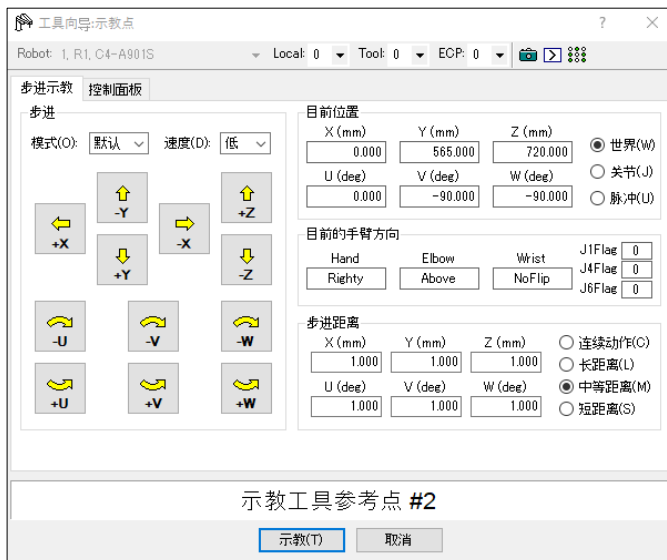 工具向导:示教点
Robot: 1, R1, C4-A901S Local: 0 Tool: 0 ECP: 0
步进示教 控制面板
步进
模式(O): 默认 速度(D): 低
-Y +Z
+X -X
+Y -Z
-U -V -W
+U +V +W
目前位置
X (mm) Y (mm) Z (mm)
0.000 565.000 720.000
U (deg) V (deg) W (deg)
0.000 -90.000 -90.000
世界(W)
关节(J)
脉冲(U)
目前的手臂方向
Hand Elbow Wrist
Righty Above NoFlip
J1Flag 0
J4Flag 0
J6Flag 0
步进距离
X (mm) Y (mm) Z (mm)
1.000 1.000 1.000
U (deg) V (deg) W (deg)
1.000 1.000 1.000
连续动作(C)
长距离(L)
中等距离(M)
短距离(S)
示教工具参考点 #2
示教(T) 取消